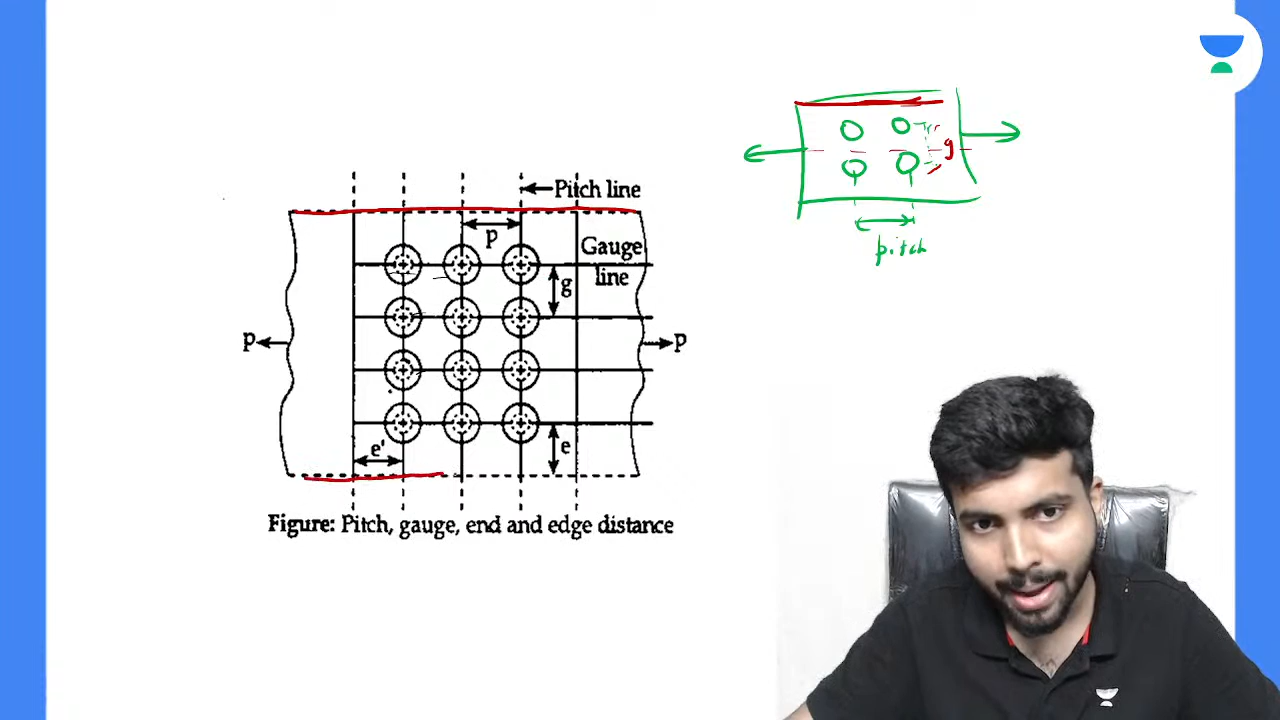 Pitch line
p
Gauge
line
g
P
P
e'
e
Figure: Pitch, gauge, end and edge distance
g
pitch